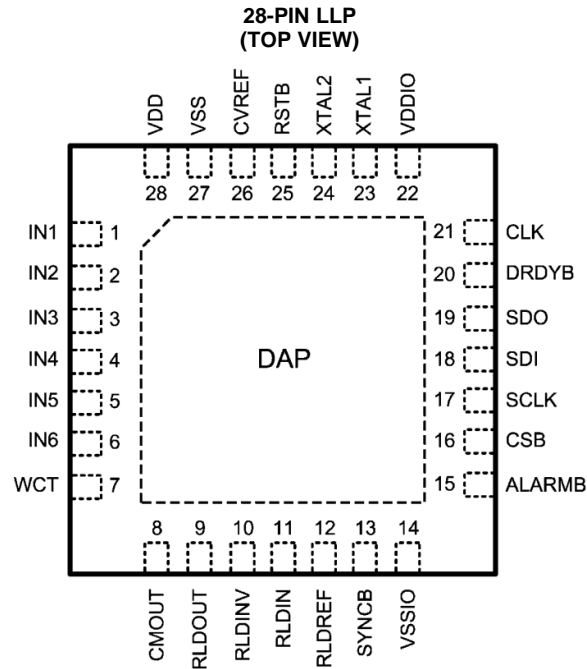 28-PIN LLP
(TOP VIEW)
VDD VSS CVREF RSTB XTAL2 XTAL1 VDDIO
28 27 26 25 24 23 22
IN1 1 21 CLK
IN2 2 20 DRDYB
IN3 3 19 SDO
IN4 4 DAP 18 SDI
IN5 5 17 SCLK
IN6 6 16 CSB
WCT 7 15 ALARMB
8 9 10 11 12 13 14
CMOUT RLDOUT RLDINV RLDIN RLDREF SYNCB VSSIO